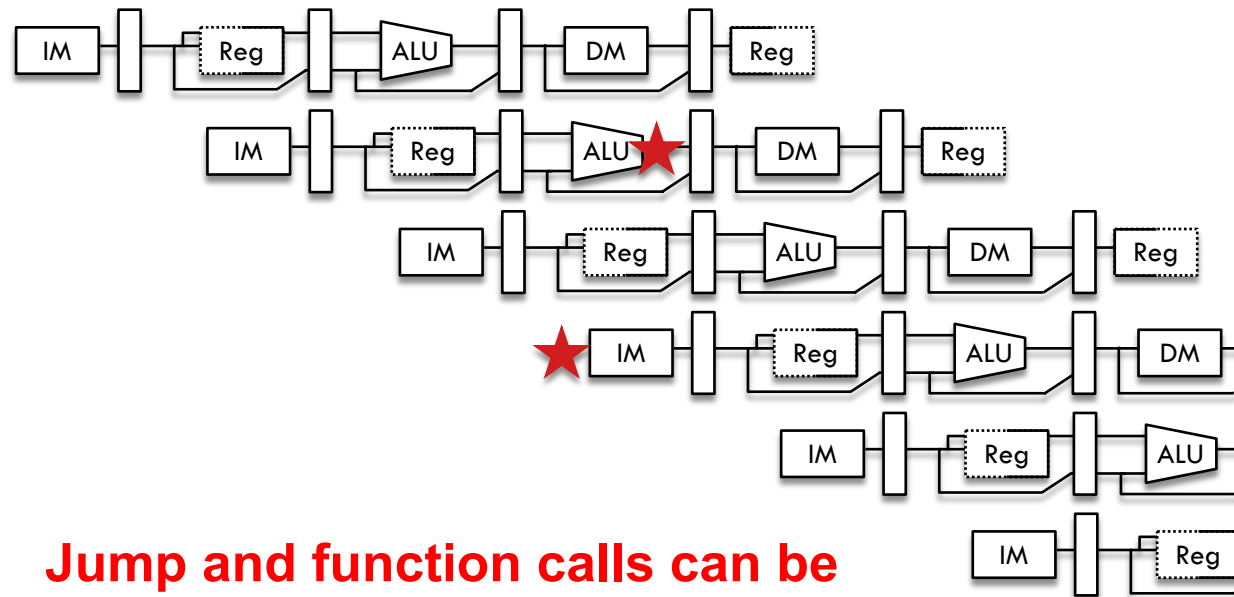 IM Reg ALU DM Reg
IM Reg ALU DM Reg
IM Reg ALU DM Reg
IM Reg ALU DM
IM Reg ALU
IM Reg
Jump and function calls can be